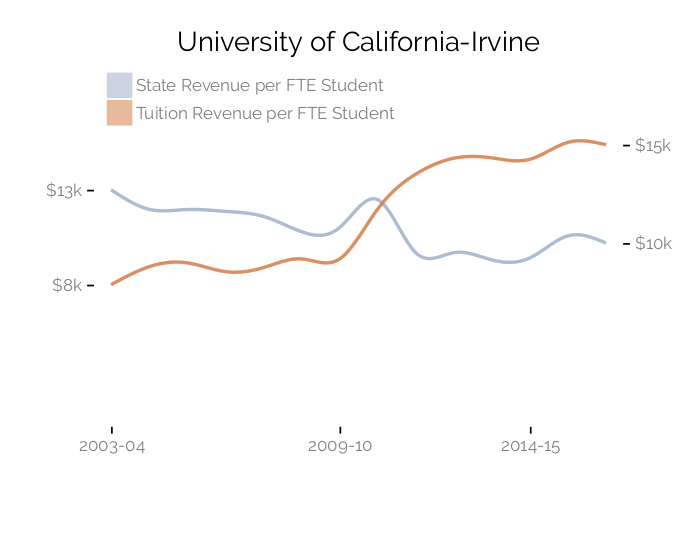 University of California-Irvine
State Revenue per FTE Student
Tuition Revenue per FTE Student
$15k
$13k
$10k
$8k
2003-04 2009-10 2014-15